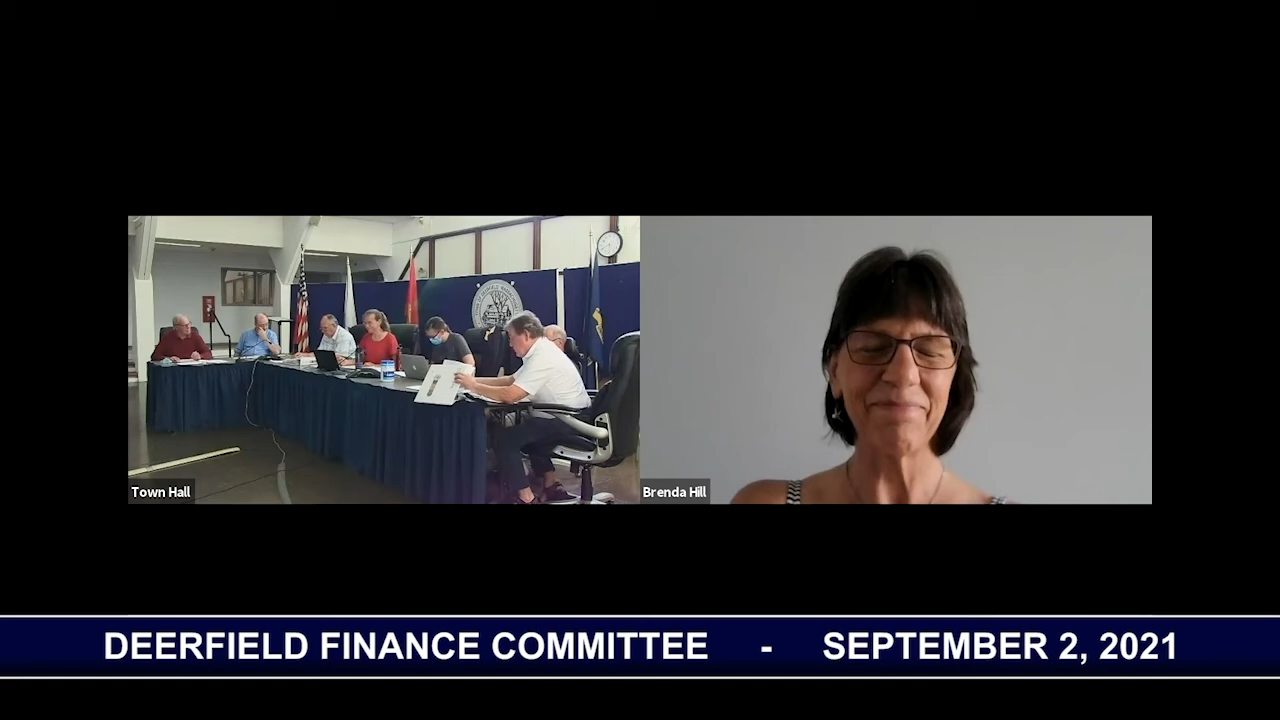 Town Hall
Brenda Hill
DEERFIELD FINANCE COMMITTEE - SEPTEMBER 2, 2021